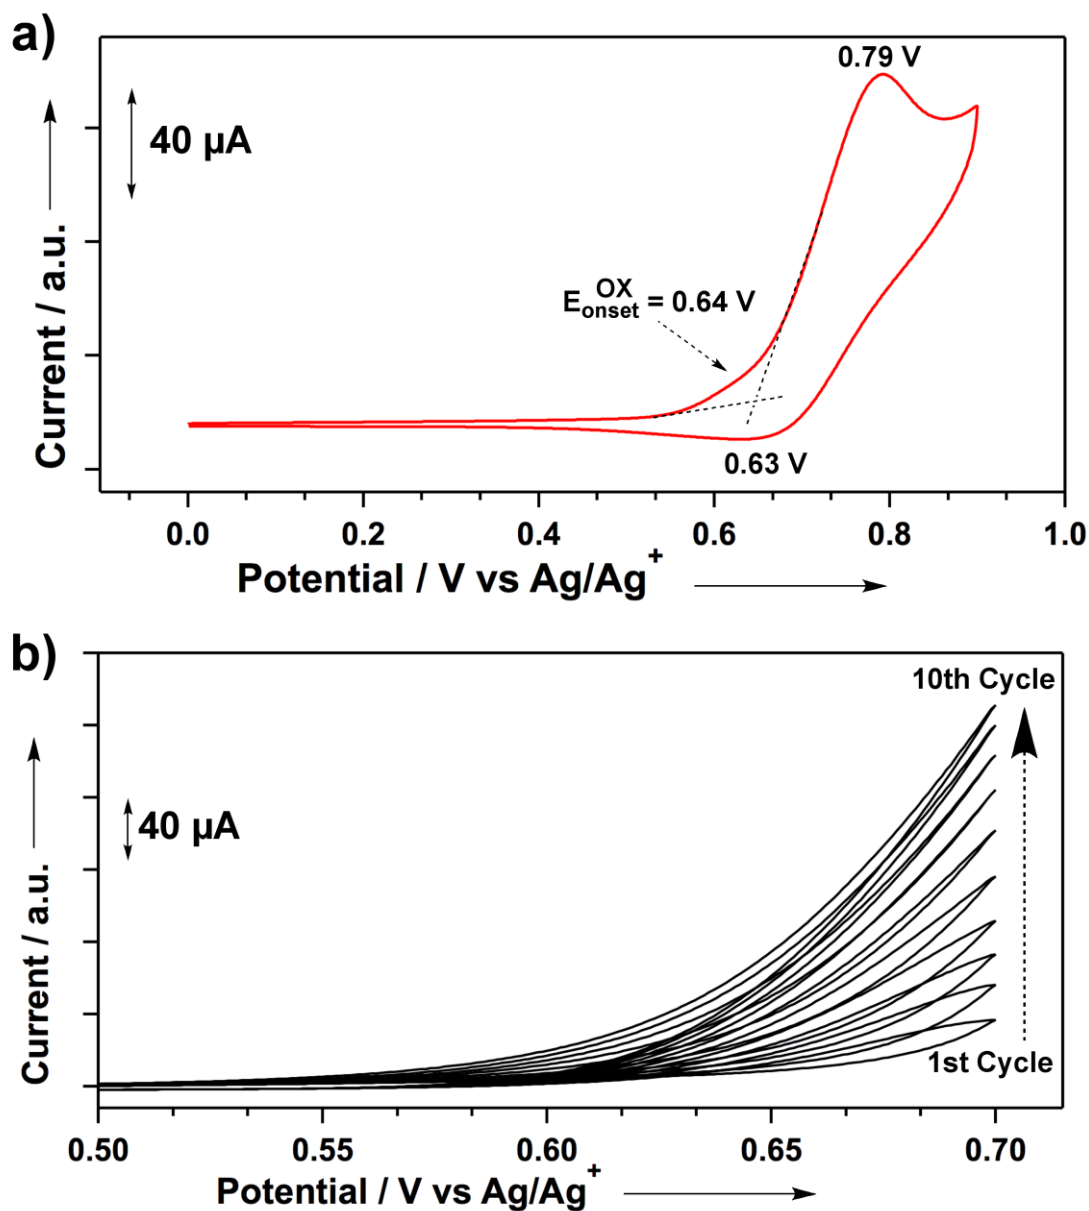 a)
0.79 V
40 µA
E_onset^OX = 0.64 V
0.63 V
Current / a.u.
0.0 0.2 0.4 0.6 0.8 1.0
Potential / V vs Ag/Ag⁺
b)
10th Cycle
40 µA
1st Cycle
Current / a.u.
0.50 0.55 0.60 0.65 0.70
Potential / V vs Ag/Ag⁺